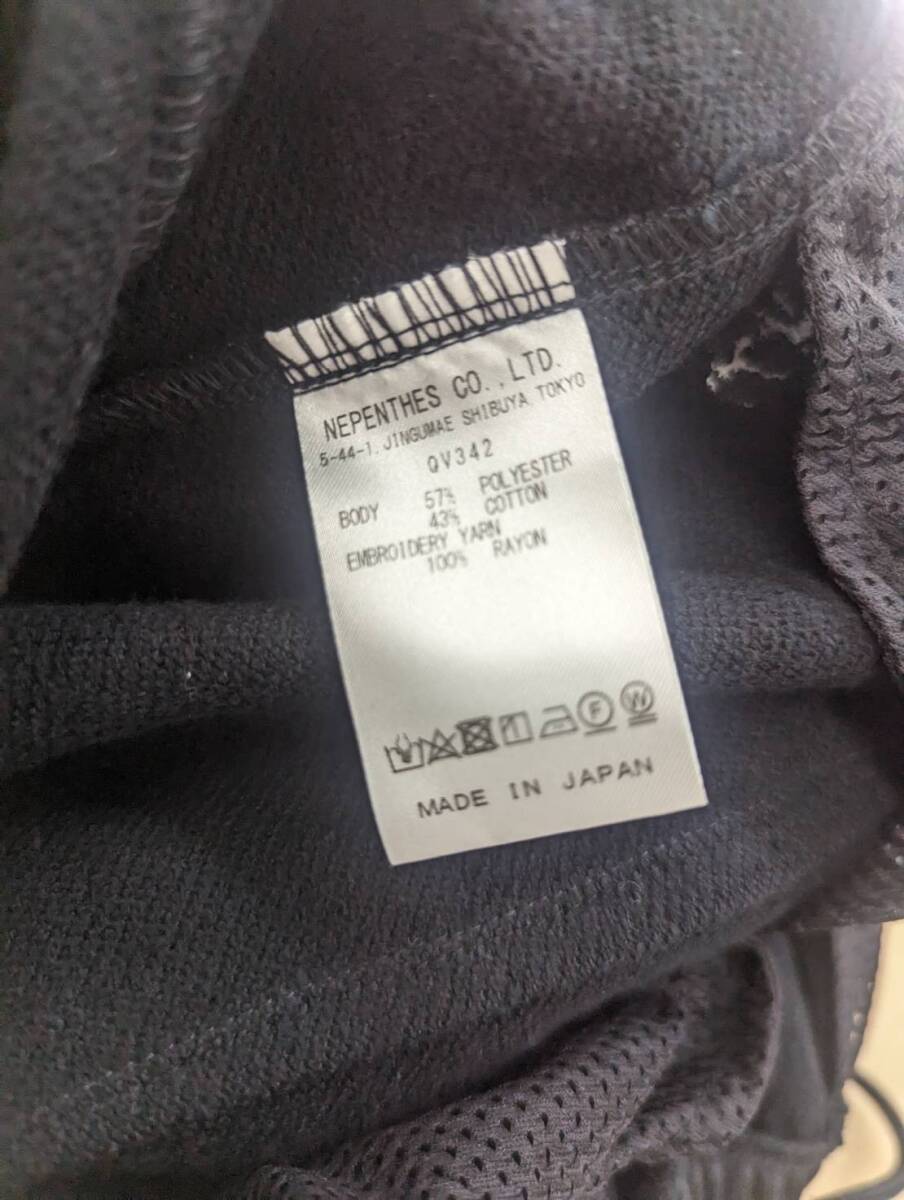 NEPENTHES CO., LTD.
5-44-1. JINGUMAE SHIBUYA TOKYO
QV342
BODY 57% POLYESTER
43% COTTON
EMBROIDERY YARN
100% RAYON
F W
MADE IN JAPAN